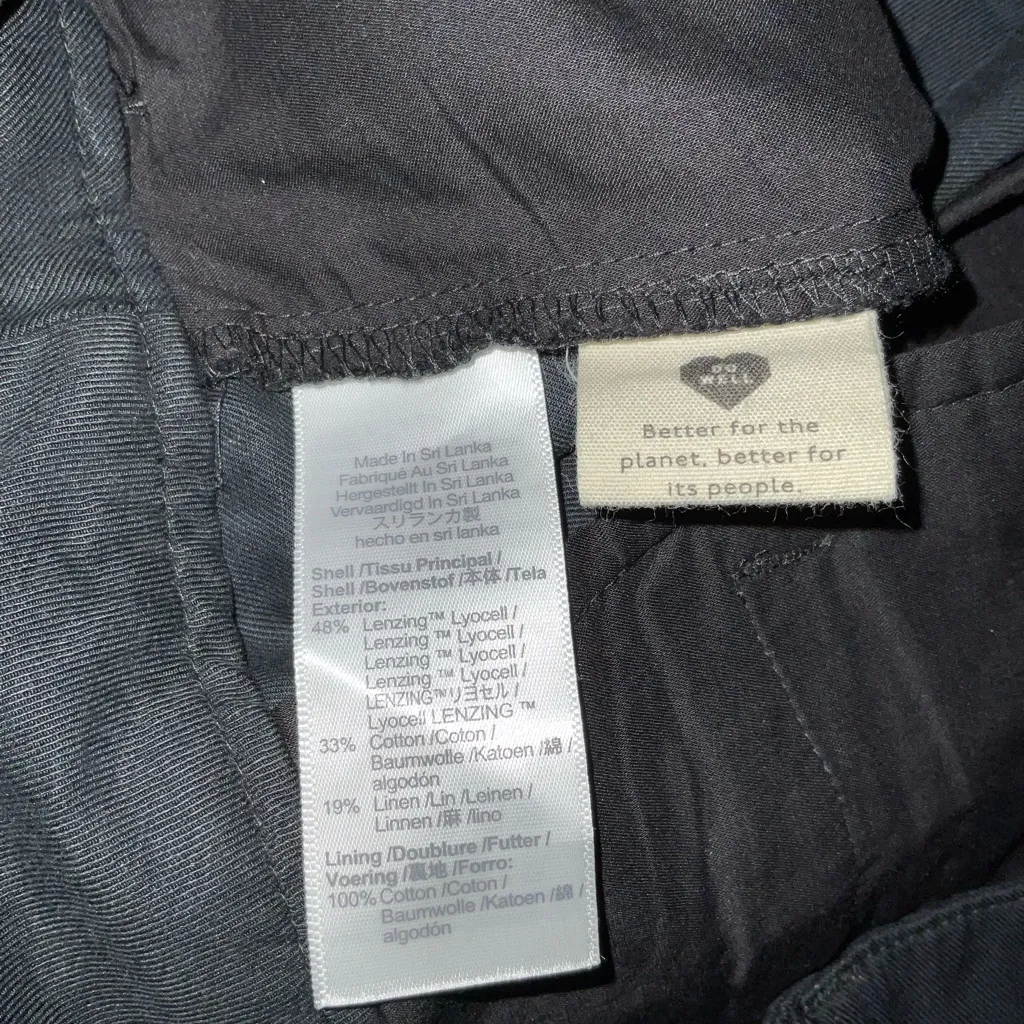 Made In Sri Lanka
Fabriqué Au Sri Lanka
Hergestellt In Sri Lanka
Vervaardigd In Sri Lanka
スリランカ製
hecho en sri lanka
Shell /Tissu Principal /
Shell /Bovenstof /本体 /Tela
Exterior:
48% Lenzing™ Lyocell /
Lenzing ™ Lyocell /
Lenzing ™ Lyocell /
Lenzing ™ Lyocell /
LENZING™リヨセル /
Lyocell LENZING ™
33% Cotton /Coton /
Baumwolle /Katoen /綿 /
algodón
19% Linen /Lin /Leinen /
Linnen /麻 /lino
Lining /Doublure /Futter /
Voering /裏地 /Forro:
100% Cotton /Coton /
Baumwolle /Katoen /綿 /
algodón
DO
WELL
Better for the
planet, better for
its people.